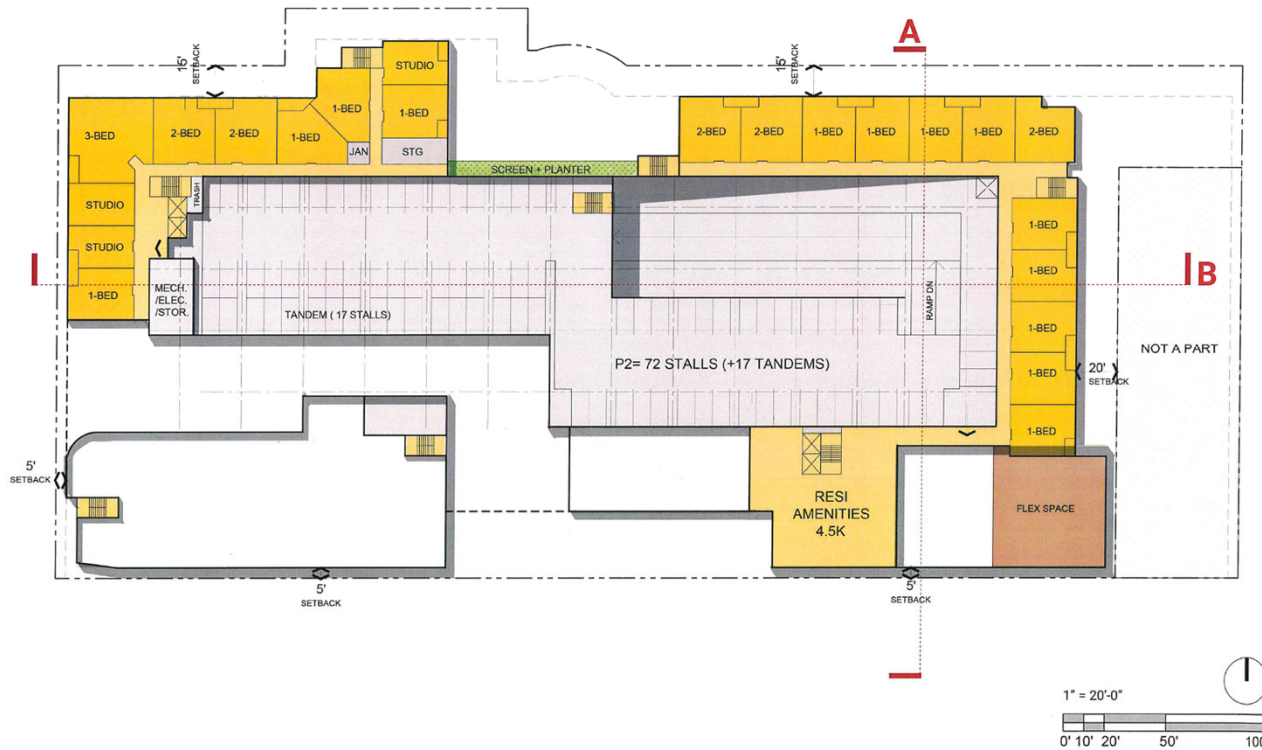 A
15'
SETBACK
15'
SETBACK
STUDIO
1-BED
1-BED
3-BED
2-BED
2-BED
1-BED
JAN
STG
2-BED
2-BED
1-BED
1-BED
1-BED
1-BED
2-BED
SCREEN + PLANTER
TRASH
STUDIO
STUDIO
1-BED
MECH.
/ELEC.
/STOR.
TANDEM ( 17 STALLS)
P2= 72 STALLS (+17 TANDEMS)
RAMP DN
1-BED
1-BED
1-BED
1-BED
1-BED
B
NOT A PART
20'
SETBACK
5'
SETBACK
RESI
AMENITIES
4.5K
FLEX SPACE
5'
SETBACK
5'
SETBACK
1" = 20'-0"
0' 10' 20' 50' 100